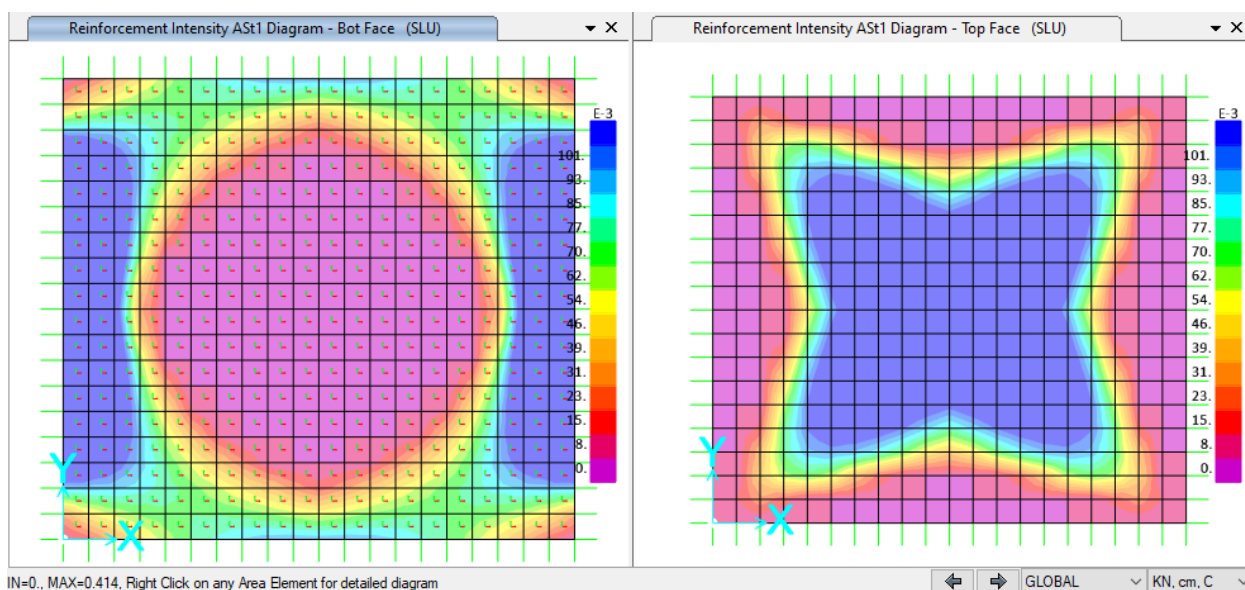 Reinforcement Intensity ASt1 Diagram - Bot Face (SLU)
Reinforcement Intensity ASt1 Diagram - Top Face (SLU)
E-3
101.
93.
85.
77.
70.
62.
54.
46.
39.
31.
23.
15.
8.
0.
Y
X
E-3
101.
93.
85.
77.
70.
62.
54.
46.
39.
31.
23.
15.
8.
0.
Y
X
IN=0., MAX=0.414, Right Click on any Area Element for detailed diagram
GLOBAL
KN, cm, C